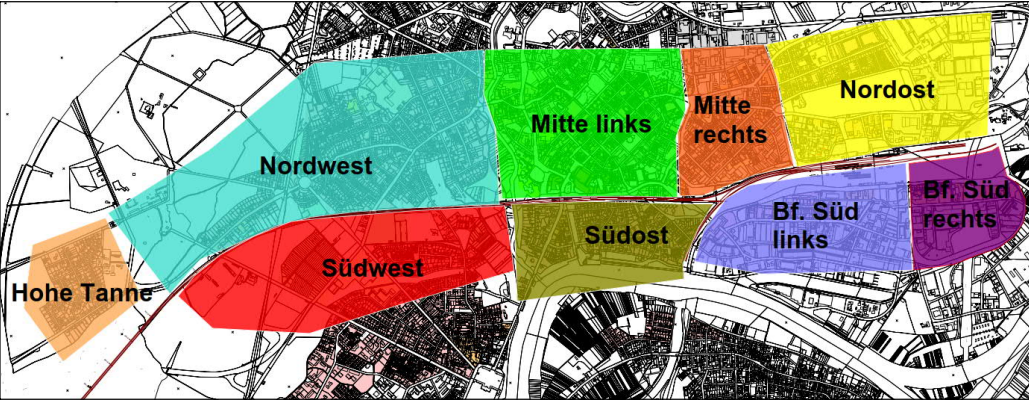 Nordost
Mitte
rechts
Mitte links
Nordwest
Bf. Süd
rechts
Bf. Süd
links
Südost
Südwest
Hohe Tanne